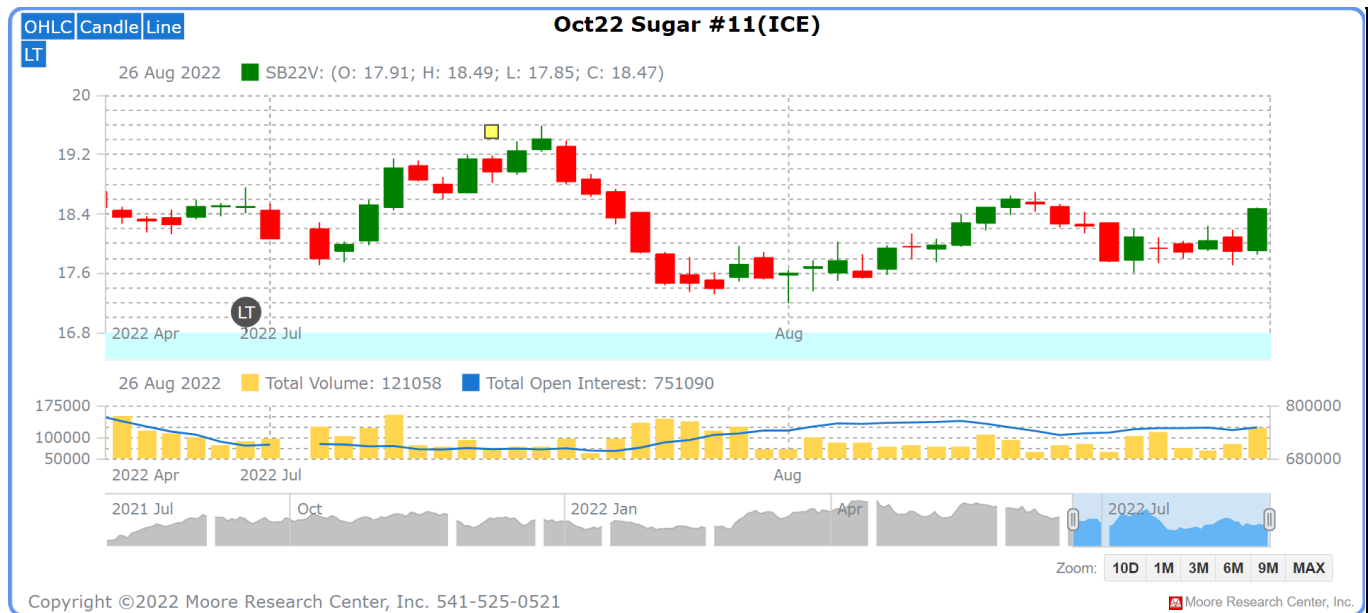 Oct22 Sugar #11(ICE)
OHLC Candle Line
LT
26 Aug 2022 SB22V: (O: 17.91; H: 18.49; L: 17.85; C: 18.47)
20
19.2
18.4
17.6
LT
16.8
2022 Apr 2022 Jul Aug
26 Aug 2022 Total Volume: 121058 Total Open Interest: 751090
175000 800000
100000
50000 680000
2022 Apr 2022 Jul Aug
2021 Jul Oct 2022 Jan Apr 2022 Jul
Zoom: 10D 1M 3M 6M 9M MAX
Copyright ©2022 Moore Research Center, Inc. 541-525-0521
Moore Research Center, Inc.